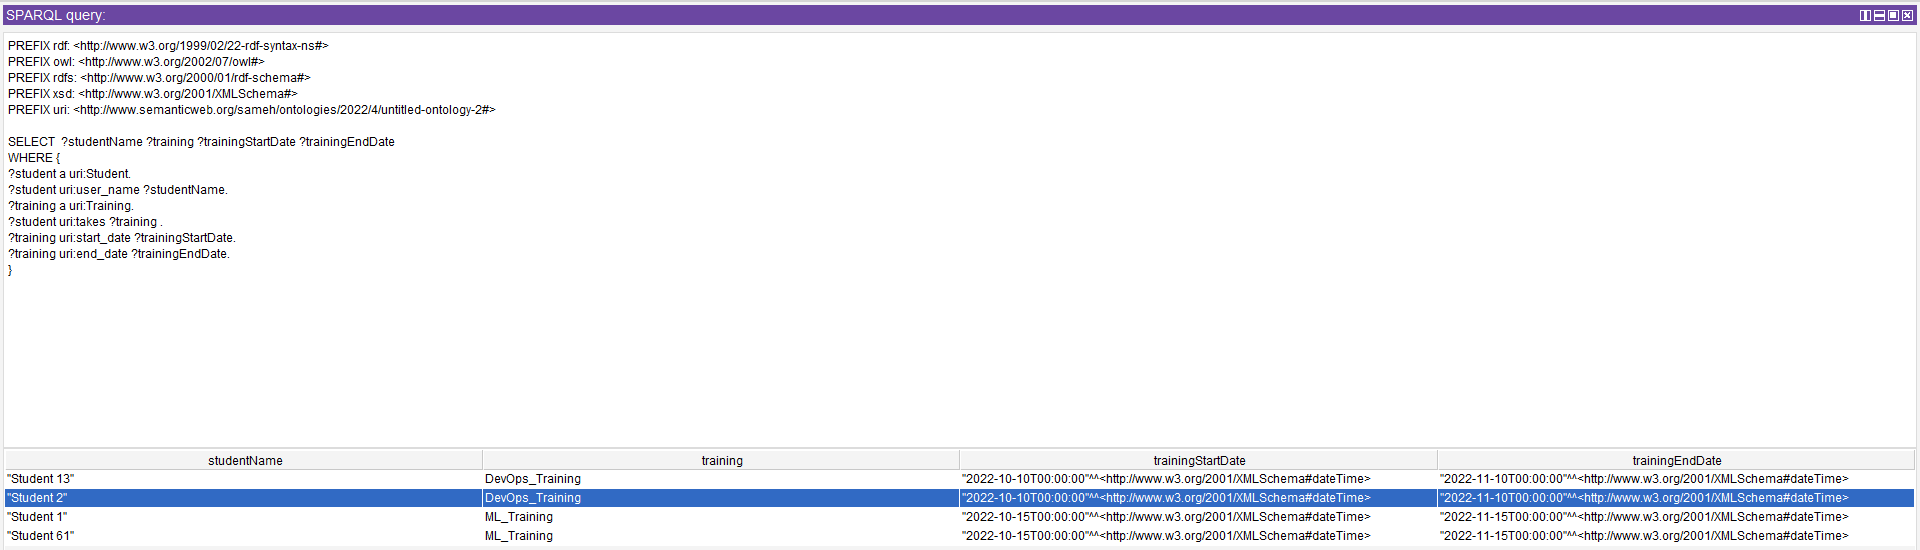 SPARQL query:
PREFIX rdf: <http://www.w3.org/1999/02/22-rdf-syntax-ns#>
PREFIX owl: <http://www.w3.org/2002/07/owl#>
PREFIX rdfs: <http://www.w3.org/2000/01/rdf-schema#>
PREFIX xsd: <http://www.w3.org/2001/XMLSchema#>
PREFIX uri: <http://www.semanticweb.org/sameh/ontologies/2022/4/untitled-ontology-2#>
SELECT  ?studentName ?training ?trainingStartDate ?trainingEndDate
WHERE {
?student a uri:Student.
?student uri:user_name ?studentName.
?training a uri:Training.
?student uri:takes ?training .
?training uri:start_date ?trainingStartDate.
?training uri:end_date ?trainingEndDate.
}
studentName training trainingStartDate trainingEndDate
"Student 13" DevOps_Training "2022-10-10T00:00:00"^^<http://www.w3.org/2001/XMLSchema#dateTime> "2022-11-10T00:00:00"^^<http://www.w3.org/2001/XMLSchema#dateTime>
"Student 2" DevOps_Training "2022-10-10T00:00:00"^^<http://www.w3.org/2001/XMLSchema#dateTime> "2022-11-10T00:00:00"^^<http://www.w3.org/2001/XMLSchema#dateTime>
"Student 1" ML_Training "2022-10-15T00:00:00"^^<http://www.w3.org/2001/XMLSchema#dateTime> "2022-11-15T00:00:00"^^<http://www.w3.org/2001/XMLSchema#dateTime>
"Student 61" ML_Training "2022-10-15T00:00:00"^^<http://www.w3.org/2001/XMLSchema#dateTime> "2022-11-15T00:00:00"^^<http://www.w3.org/2001/XMLSchema#dateTime>